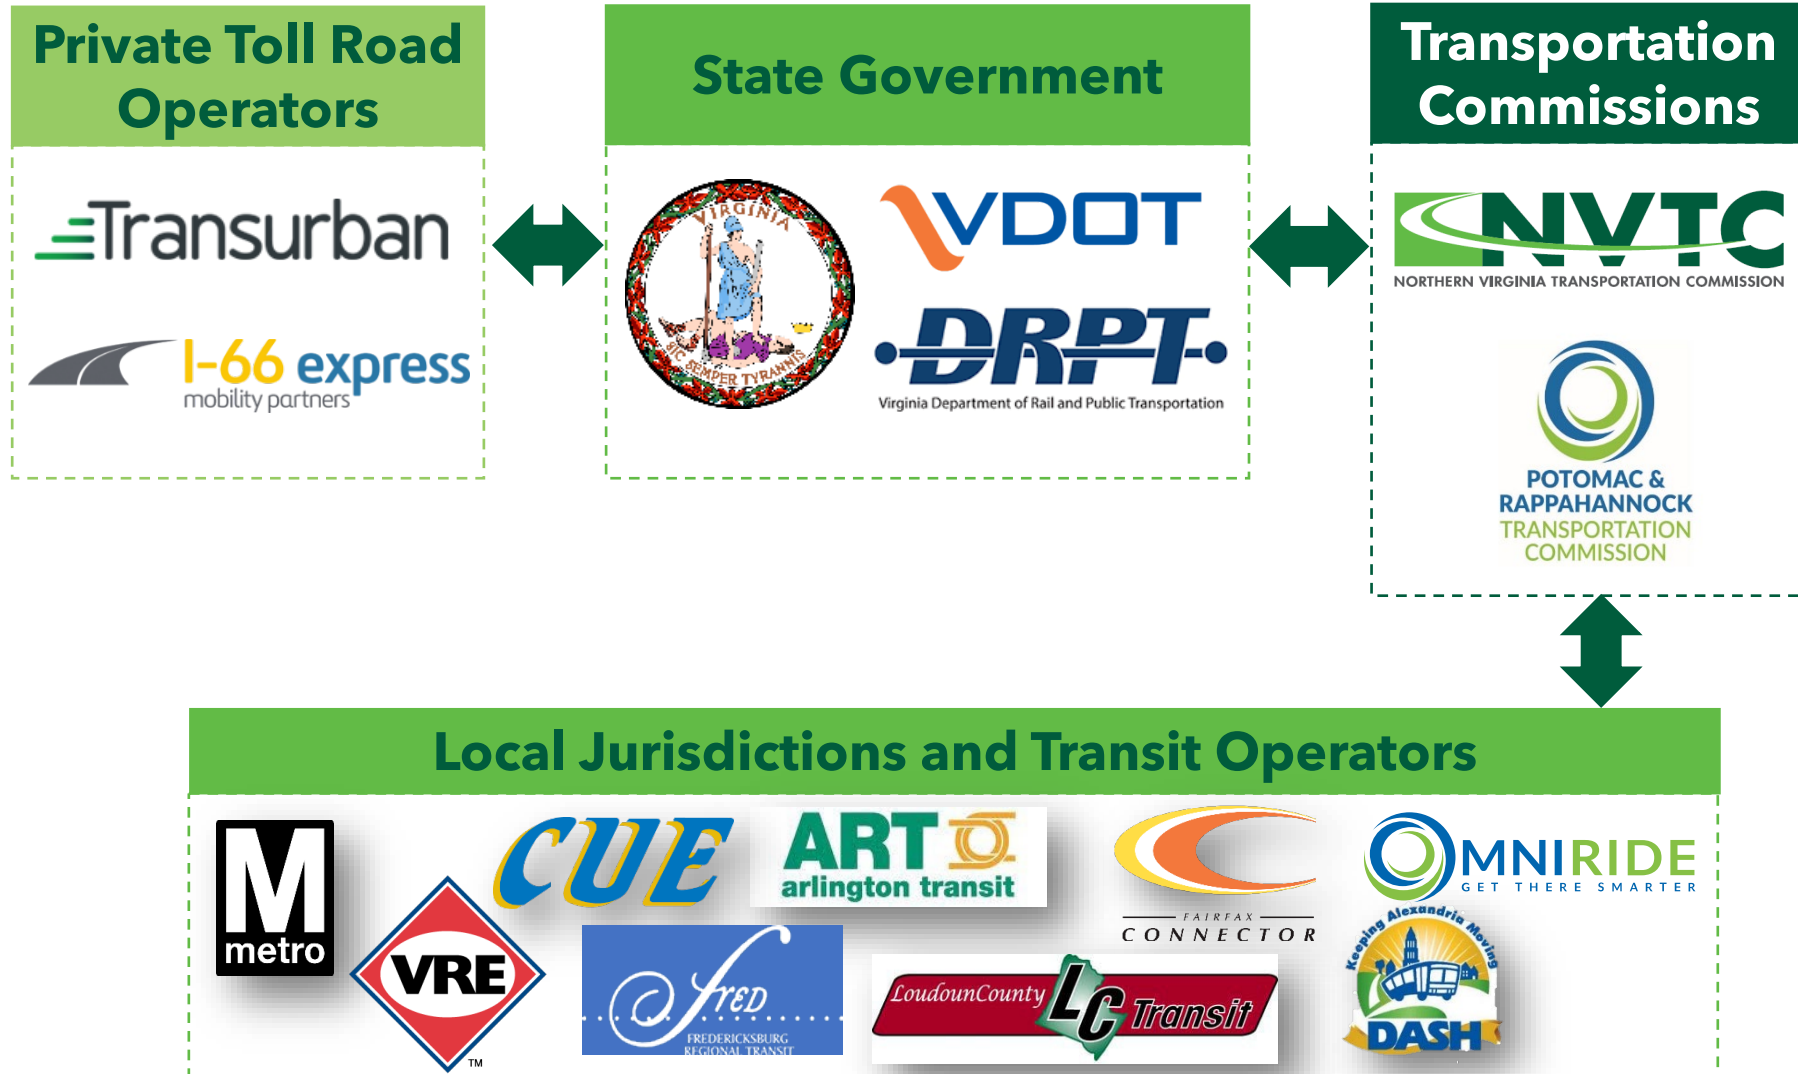 Private Toll Road
Operators
Transurban
I-66 express
mobility partners
State Government
VIRGINIA
SIC SEMPER TYRANNIS
VDOT
DRPT
Virginia Department of Rail and Public Transportation
Transportation
Commissions
NVTC
NORTHERN VIRGINIA TRANSPORTATION COMMISSION
POTOMAC &
RAPPAHANNOCK
TRANSPORTATION
COMMISSION
Local Jurisdictions and Transit Operators
M
metro
VRE
TM
CUE
FRED
FREDERICKSBURG
REGIONAL TRANSIT
ART
arlington transit
LoudounCounty
LC Transit
FAIRFAX
CONNECTOR
OMNIRIDE
GET THERE SMARTER
Keeping Alexandria Moving
DASH